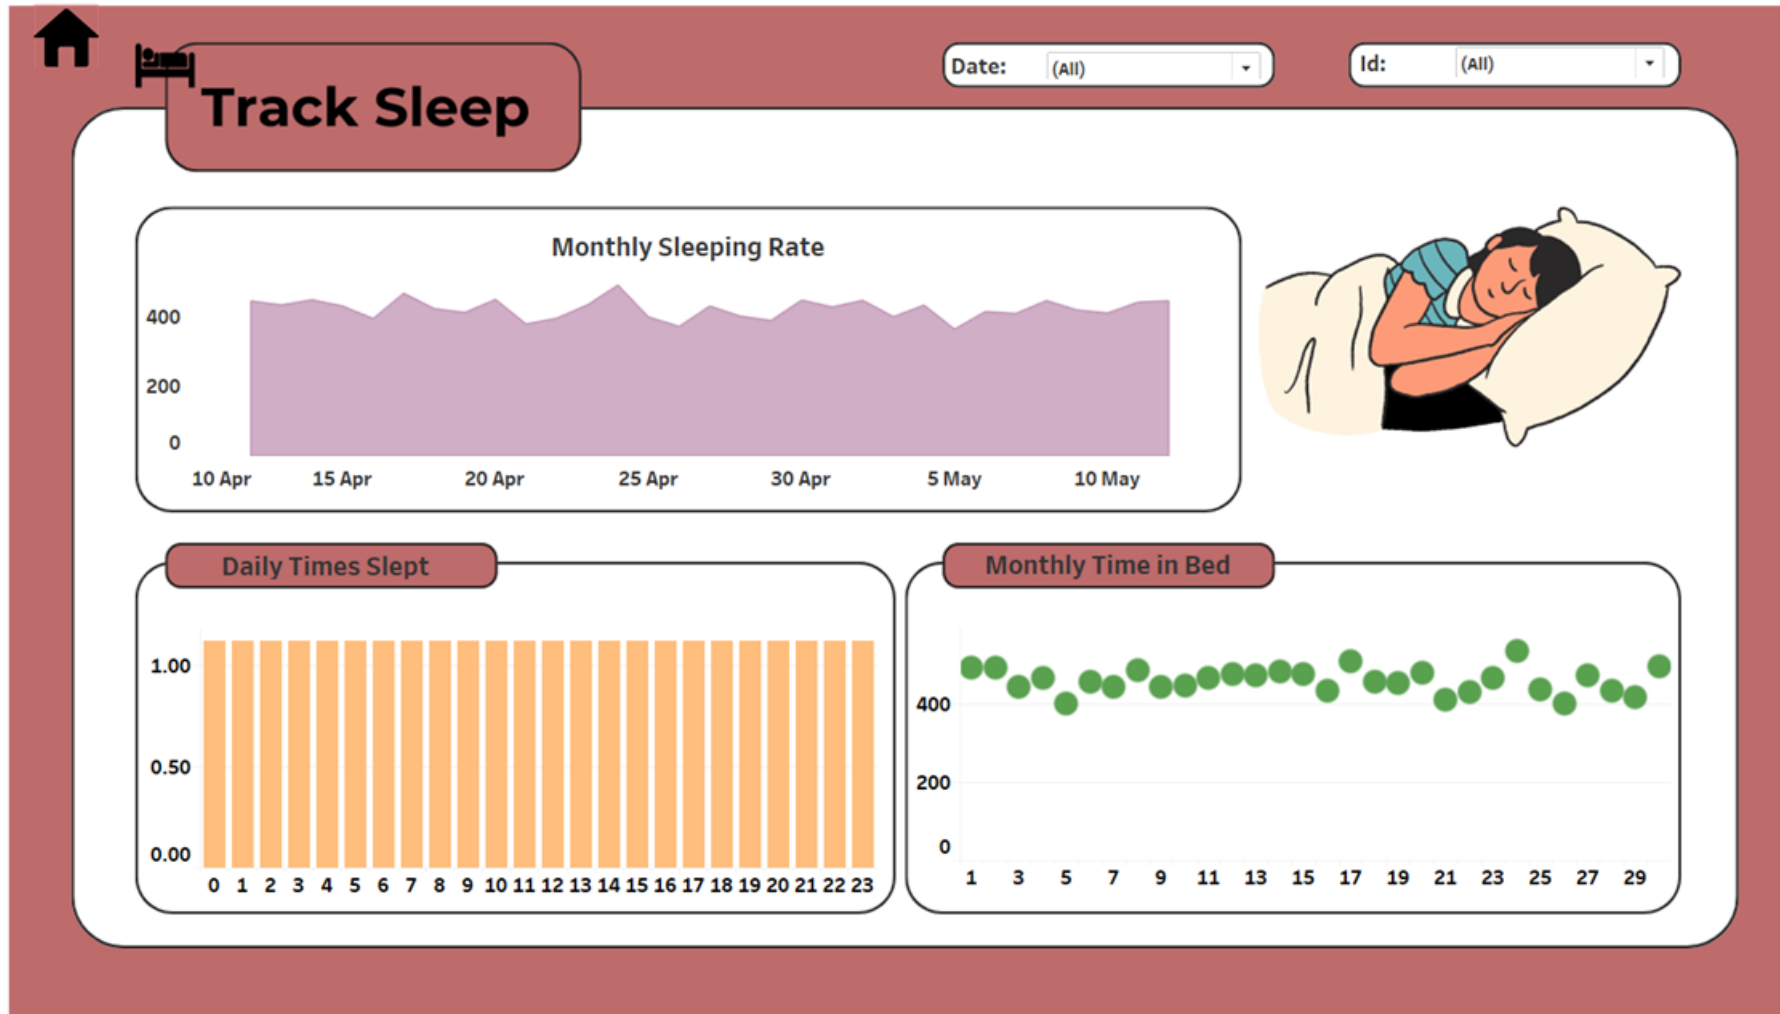 Track Sleep
Date: (All)
Id: (All)
Monthly Sleeping Rate
400
200
0
10 Apr 15 Apr 20 Apr 25 Apr 30 Apr 5 May 10 May
Daily Times Slept
1.00
0.50
0.00
0 1 2 3 4 5 6 7 8 9 10 11 12 13 14 15 16 17 18 19 20 21 22 23
Monthly Time in Bed
400
200
0
1 3 5 7 9 11 13 15 17 19 21 23 25 27 29